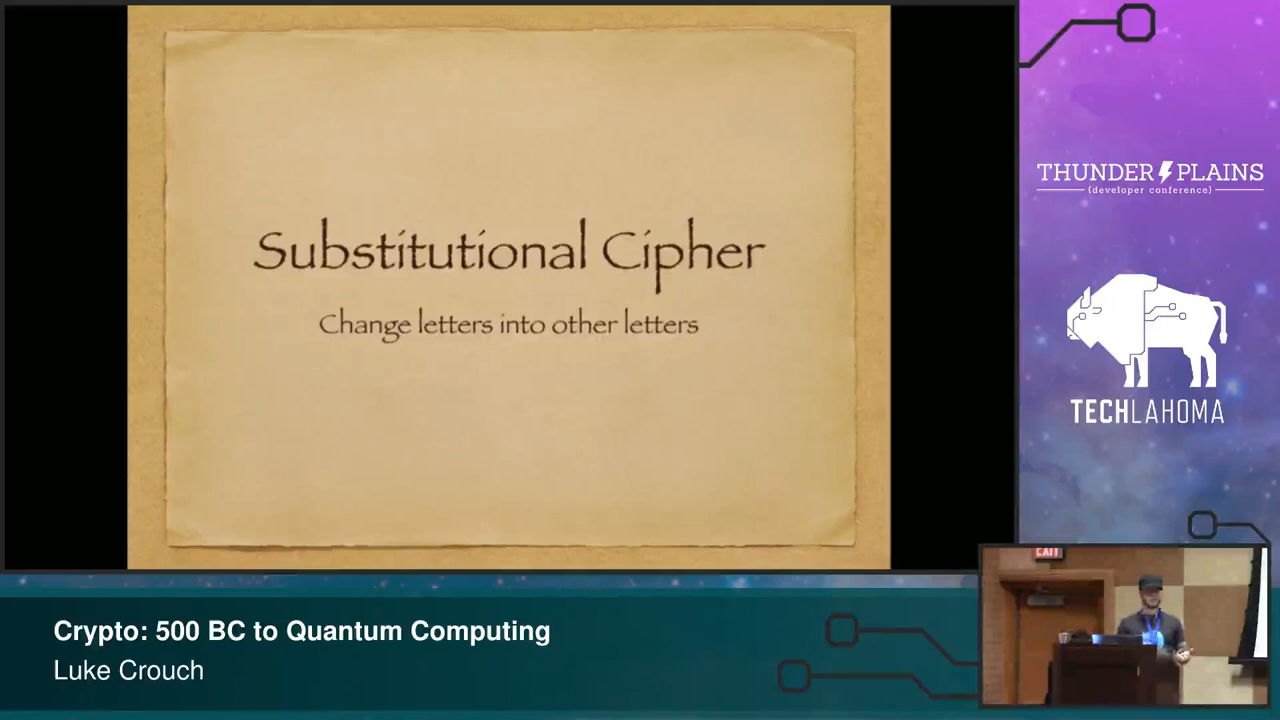 Substitutional Cipher
Change letters into other letters
THUNDER PLAINS
{developer conference}
TECHLAHOMA
EXIT
Crypto: 500 BC to Quantum Computing
Luke Crouch